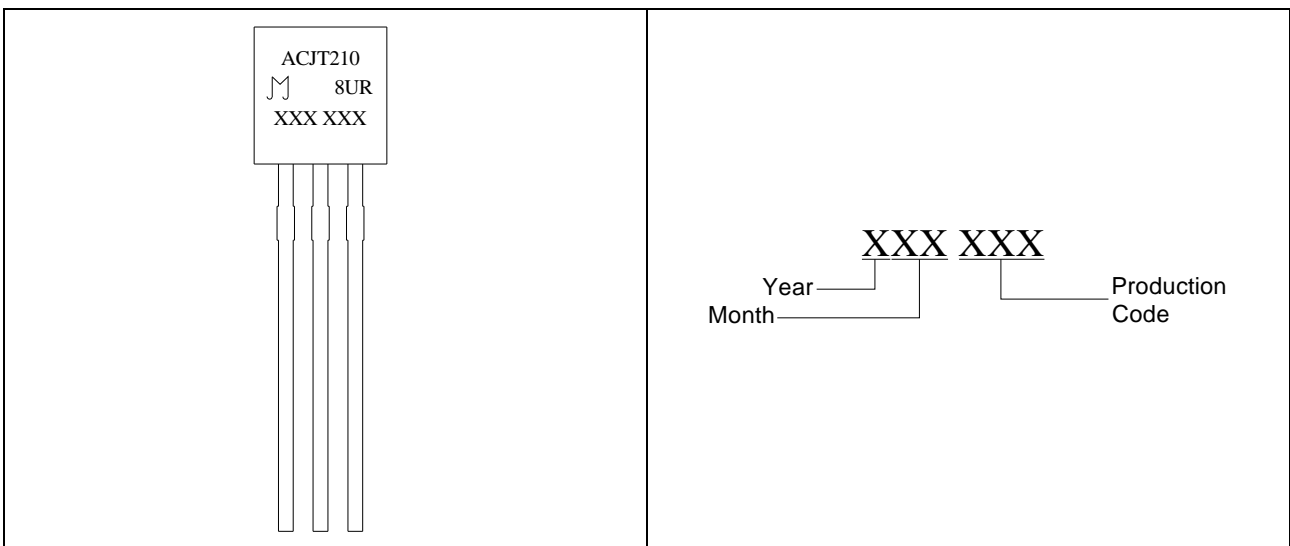 ACJT210
8UR
XXX XXX
XXX XXX
Year
Month
Production
Code